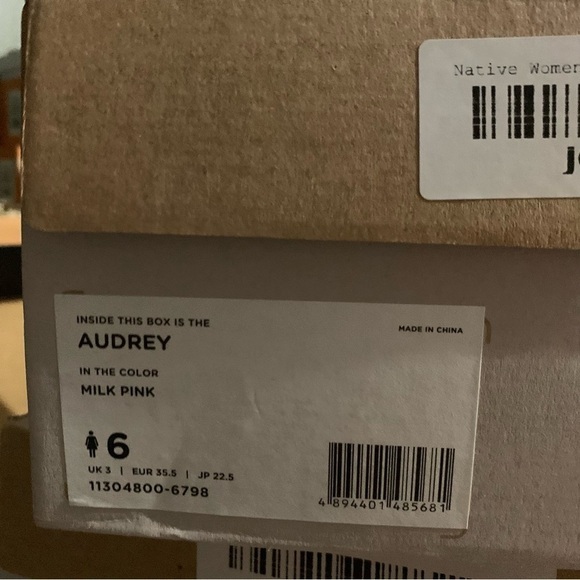 Native Women
INSIDE THIS BOX IS THE
AUDREY
MADE IN CHINA
IN THE COLOR
MILK PINK
6
UK 3 | EUR 35.5 | JP 22.5
11304800-6798
4 894401 485681